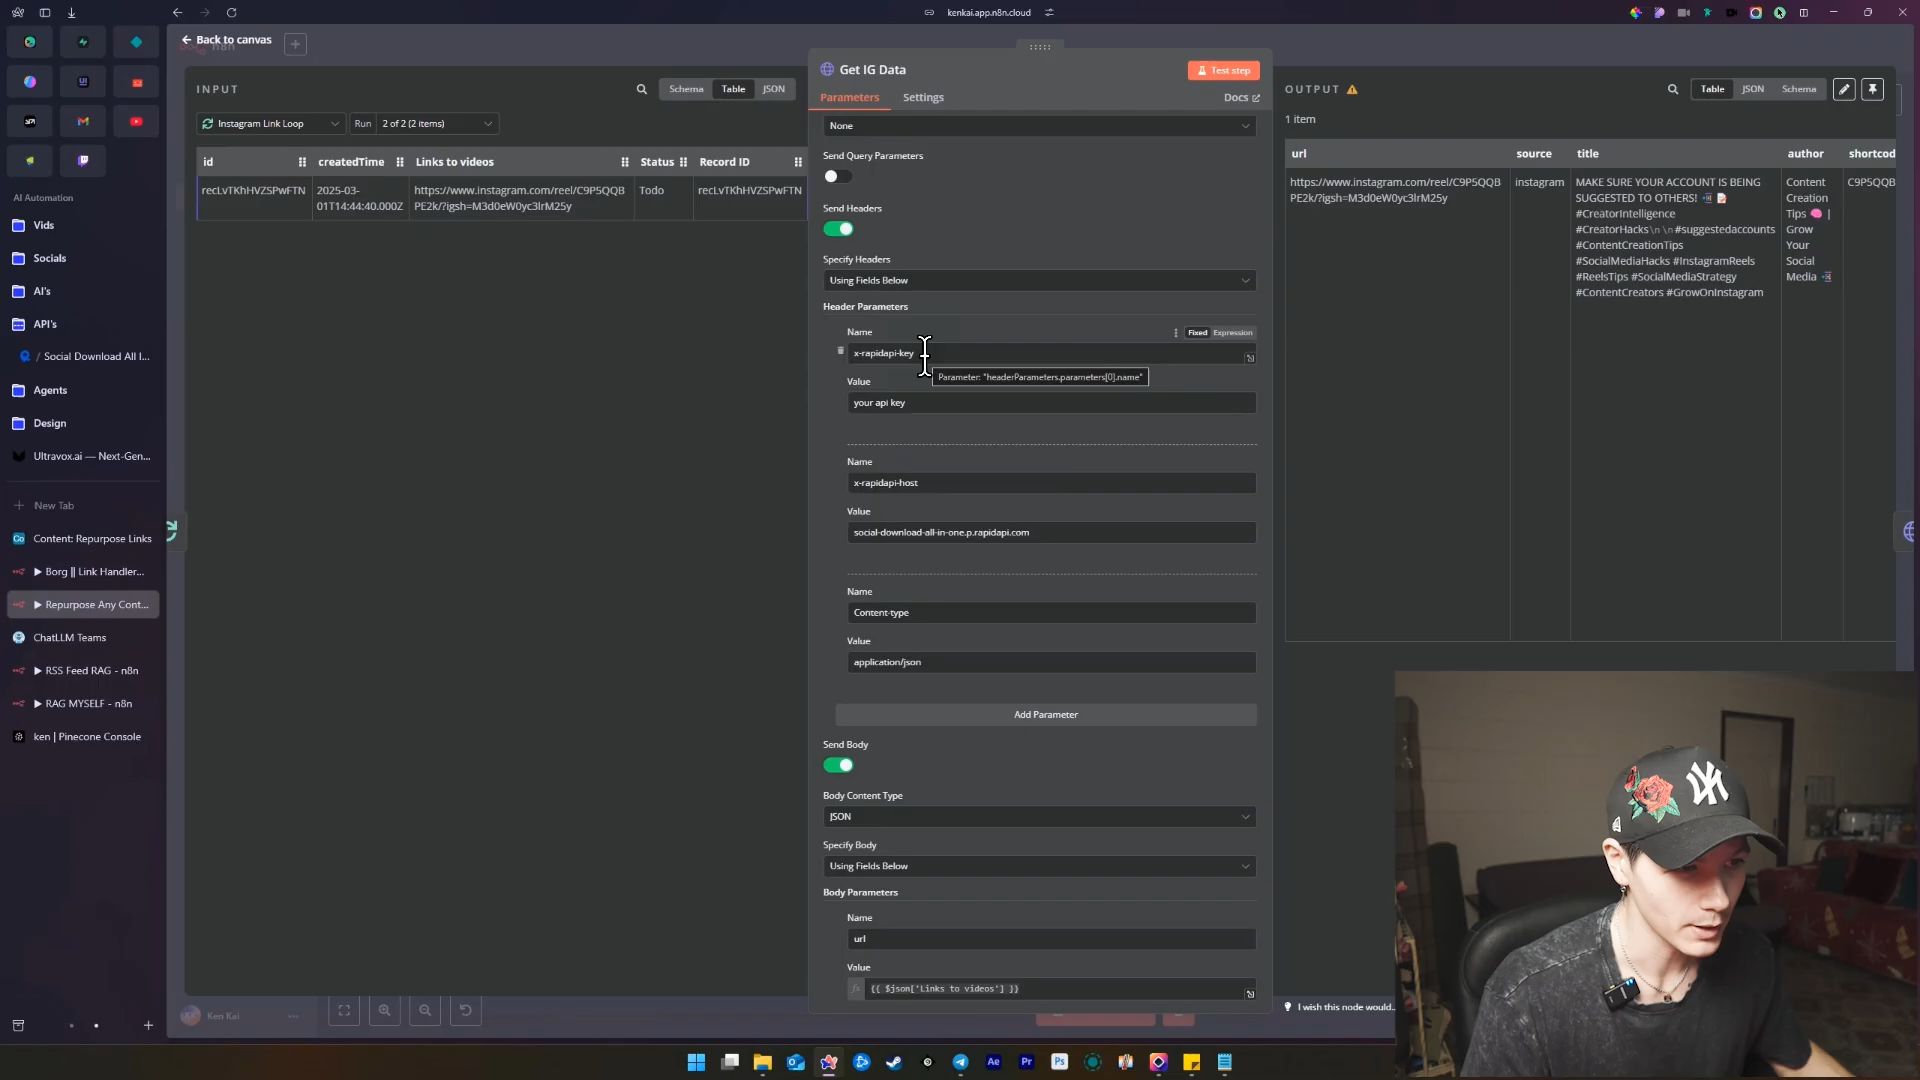 kenkai.app.n8n.cloud
Back to canvas
AI Automation
Vids
Socials
AI's
API's
/ Social Download All I...
Agents
Design
Ultravox.ai — Next-Gen...
New Tab
Content: Repurpose Links
Borg || Link Handler...
Repurpose Any Cont...
ChatLLM Teams
RSS Feed RAG - n8n
RAG MYSELF - n8n
ken | Pinecone Console
INPUT
Schema
Table
JSON
Instagram Link Loop
Run
2 of 2 (2 items)
id
createdTime
Links to videos
Status
Record ID
recLvTKhHVZSPwFTN
2025-03-
01T14:44:40.000Z
https://www.instagram.com/reel/C9P5QQB
PE2k/?igsh=M3d0eW0yc3lrM25y
Todo
recLvTKhHVZSPwFTN
Ken Kai
Get IG Data
Test step
Parameters
Settings
Docs
None
Send Query Parameters
Send Headers
Specify Headers
Using Fields Below
Header Parameters
Name
Fixed
Expression
x-rapidapi-key
Parameter: "headerParameters.parameters[0].name"
Value
your api key
Name
x-rapidapi-host
Value
social-download-all-in-one.p.rapidapi.com
Name
Content-type
Value
application/json
Add Parameter
Send Body
Body Content Type
JSON
Specify Body
Using Fields Below
Body Parameters
Name
url
Value
fx
{{ $json['Links to videos'] }}
OUTPUT
Table
JSON
Schema
1 item
url
source
title
author
shortcod
https://www.instagram.com/reel/C9P5QQB
PE2k/?igsh=M3d0eW0yc3lrM25y
instagram
MAKE SURE YOUR ACCOUNT IS BEING
SUGGESTED TO OTHERS!
#CreatorIntelligence
#CreatorHacks\n\n#suggestedaccounts
#ContentCreationTips
#SocialMediaHacks #InstagramReels
#ReelsTips #SocialMediaStrategy
#ContentCreators #GrowOnInstagram
Content
Creation
Tips 🧠 |
Grow
Your
Social
Media
C9P5QQB
I wish this node would...
Ae
Pr
Ps